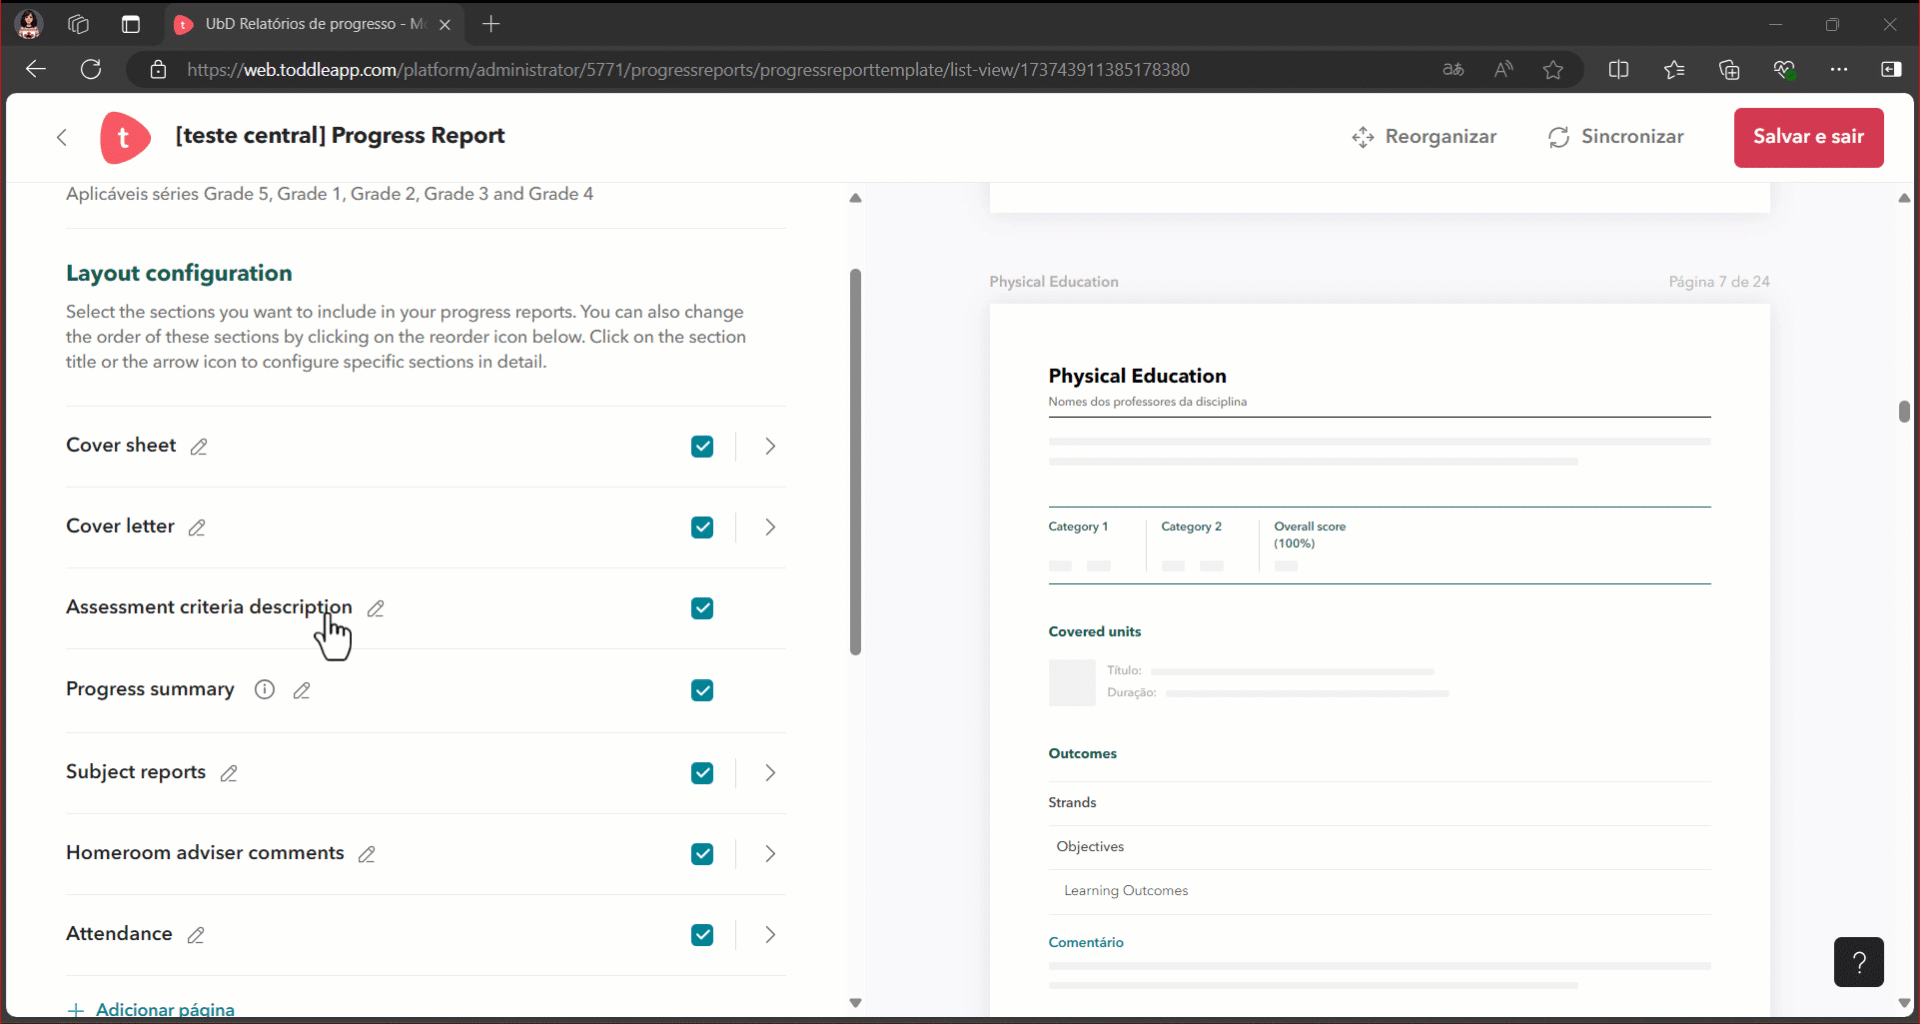 UbD Relatórios de progresso - M
https://web.toddleapp.com/platform/administrator/5771/progressreports/progressreporttemplate/list-view/173743911385178380
t [teste central] Progress Report
Reorganizar
Sincronizar
Salvar e sair
Aplicáveis séries Grade 5, Grade 1, Grade 2, Grade 3 and Grade 4
Layout configuration
Select the sections you want to include in your progress reports. You can also change
the order of these sections by clicking on the reorder icon below. Click on the section
title or the arrow icon to configure specific sections in detail.
Cover sheet
Cover letter
Assessment criteria description
Progress summary
Subject reports
Homeroom adviser comments
Attendance
+ Adicionar página
Physical Education
Página 7 de 24
Physical Education
Nomes dos professores da disciplina
Category 1
Category 2
Overall score
(100%)
Covered units
Título:
Duração:
Outcomes
Strands
Objectives
Learning Outcomes
Comentário
?